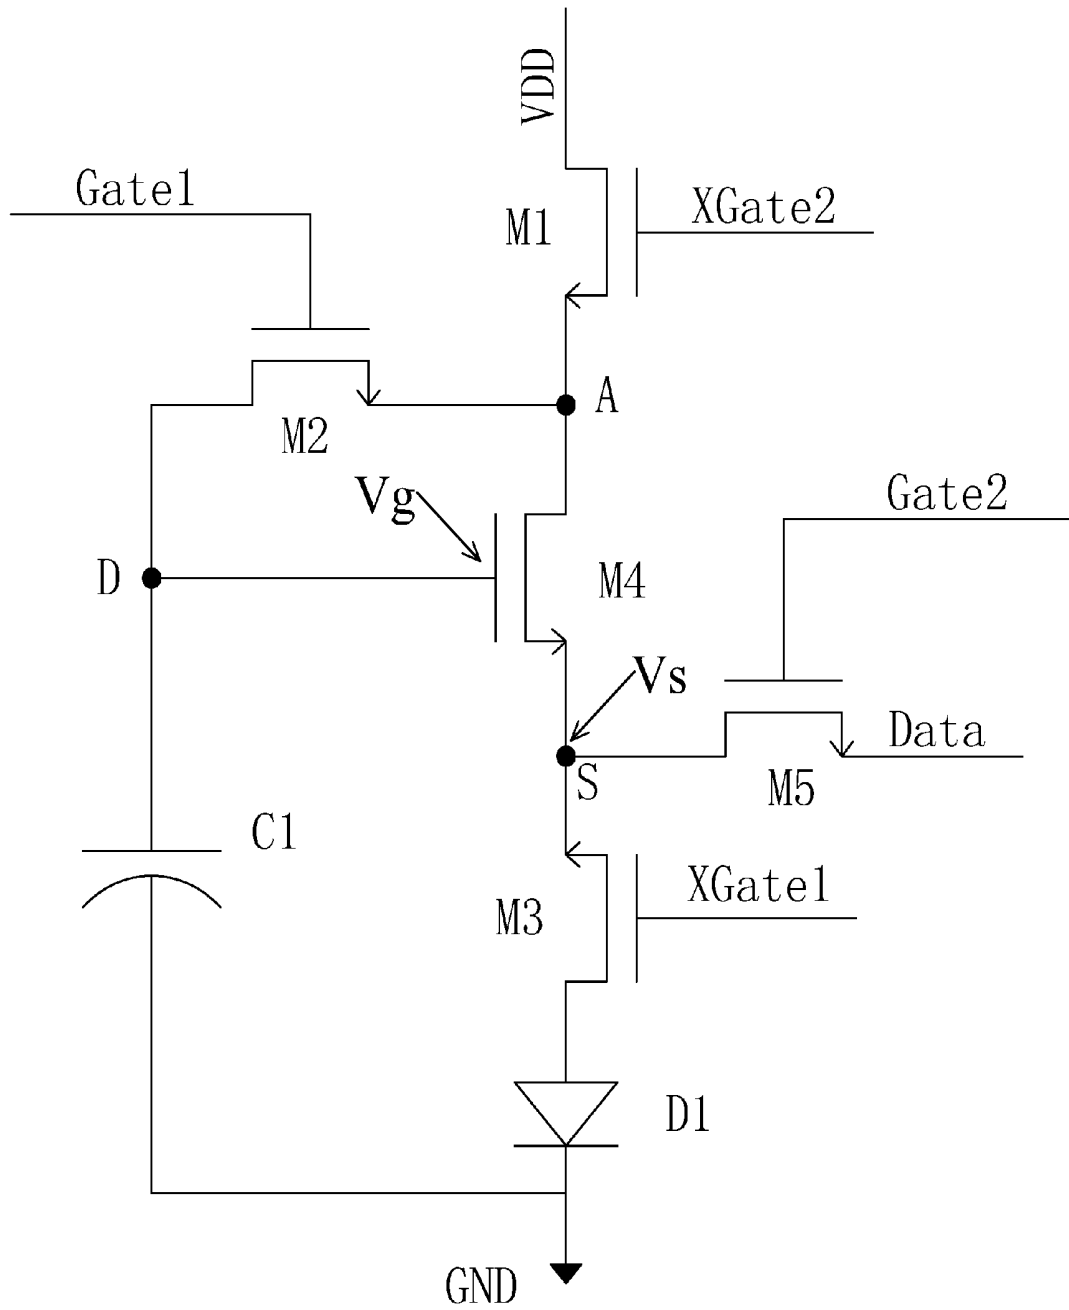 VDD
Gate1
XGate2
M1
A
M2
Vg
Gate2
D
M4
Vs
Data
S
M5
C1
XGate1
M3
D1
GND